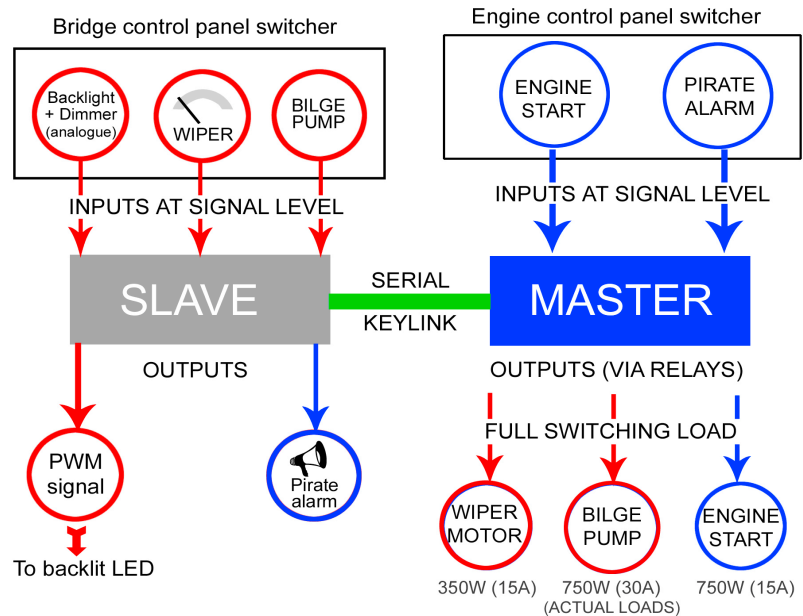 Bridge control panel switcher
Engine control panel switcher
Backlight
+ Dimmer
(analogue)
WIPER
BILGE
PUMP
ENGINE
START
PIRATE
ALARM
INPUTS AT SIGNAL LEVEL
INPUTS AT SIGNAL LEVEL
SLAVE
SERIAL
KEYLINK
MASTER
OUTPUTS
OUTPUTS (VIA RELAYS)
FULL SWITCHING LOAD
PWM
signal
Pirate
alarm
WIPER
MOTOR
BILGE
PUMP
ENGINE
START
To backlit LED
350W (15A)
750W (30A)
(ACTUAL LOADS)
750W (15A)